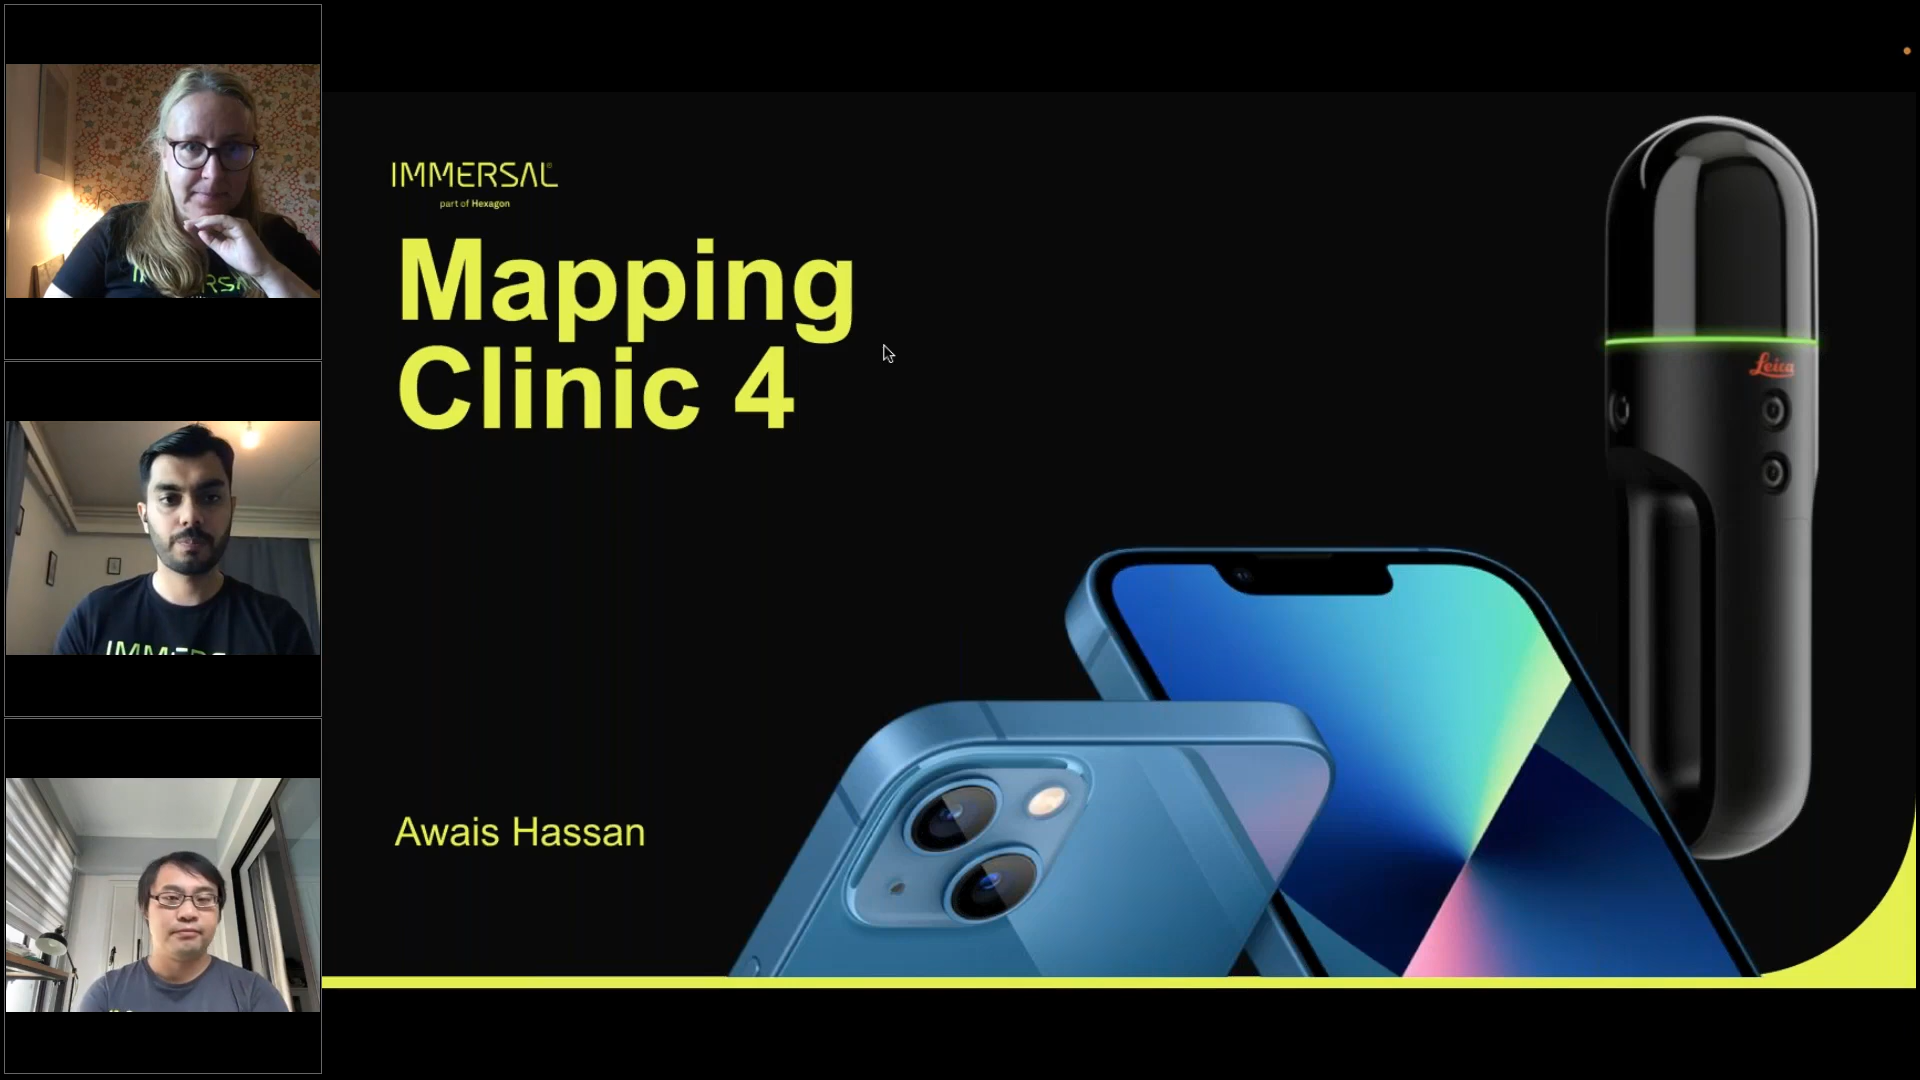 IMMERSAL®
part of Hexagon
Mapping
Clinic 4
Awais Hassan
Leica